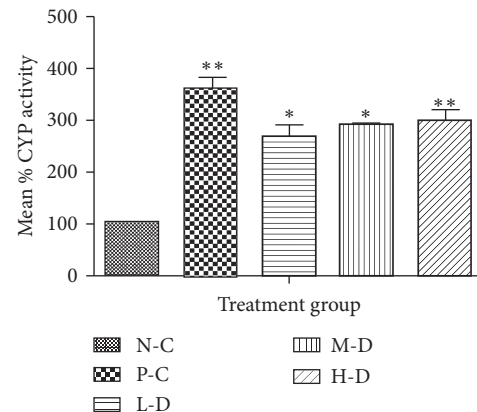 500
400
300
200
100
0
Mean % CYP activity
**
*
*
**
Treatment group
N-C
P-C
L-D
M-D
H-D